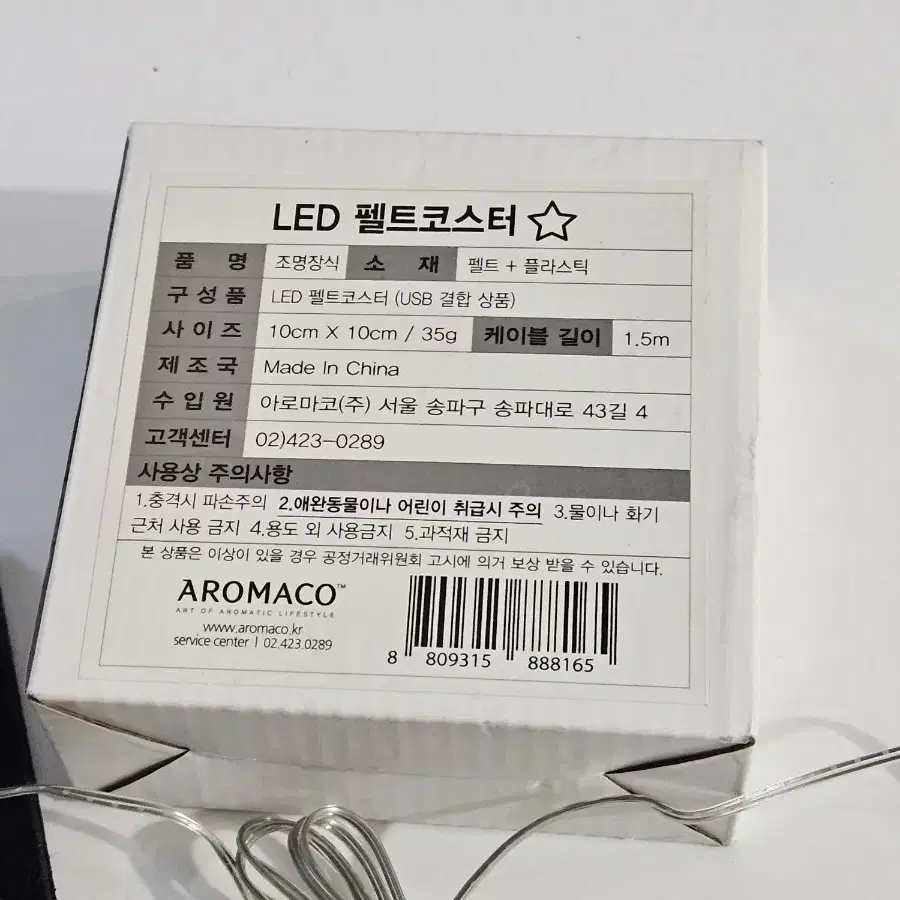 LED 펠트코스터 ☆
품 명 조명장식 소 재 펠트 + 플라스틱
구성품 LED 펠트코스터 (USB 결합 상품)
사이즈 10cm X 10cm / 35g 케이블 길이 1.5m
제조국 Made In China
수입원 아로마코(주) 서울 송파구 송파대로 43길 4
고객센터 02)423-0289
사용상 주의사항
1.충격시 파손주의 2.애완동물이나 어린이 취급시 주의 3.물이나 화기
근처 사용 금지 4.용도 외 사용금지 5.과적재 금지
본 상품은 이상이 있을 경우 공정거래위원회 고시에 의거 보상 받을 수 있습니다.
AROMACO™
ART OF AROMATIC LIFESTYLE
www.aromaco.kr
service center | 02.423.0289
8 809315 888165